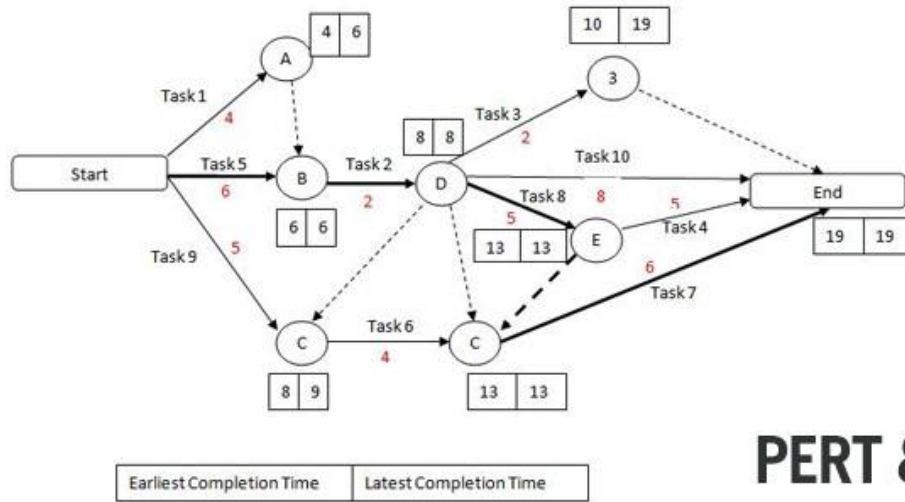 4 6
10 19
A
3
Task 1
4
Task 3
2
8 8
Start
Task 5
6
B
Task 2
2
D
Task 10
8
End
Task 8
5
5
Task 4
6 6
13 13
E
19 19
Task 9
5
6
Task 7
C
Task 6
4
C
8 9
13 13
PERT &
Earliest Completion Time Latest Completion Time